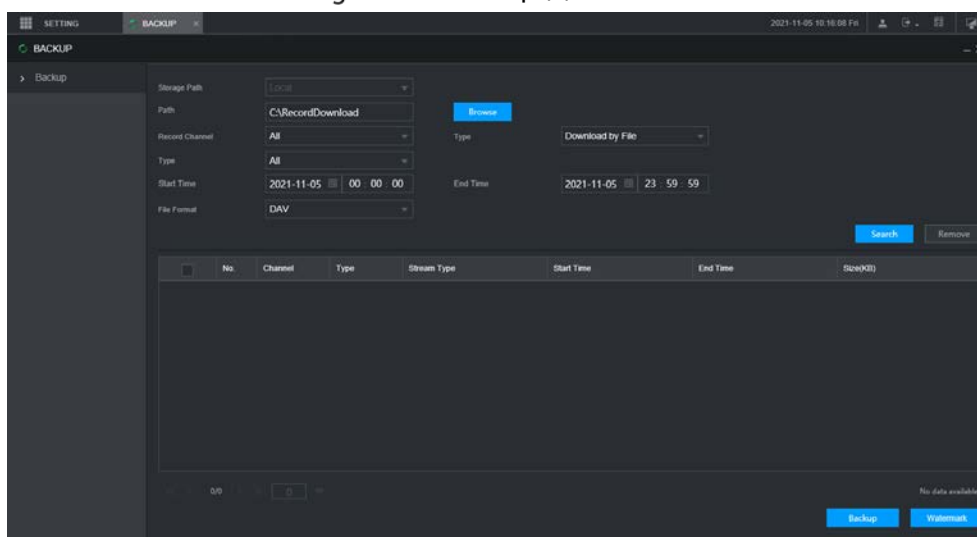 SETTING BACKUP × 2021-11-05 10:16:08 Fri
BACKUP
Backup
Storage Path Local
Path C:\RecordDownload Browse
Record Channel All Type Download by File
Type All
Start Time 2021-11-05 00 : 00 : 00 End Time 2021-11-05 23 : 59 : 59
File Format DAV
Search Remove
No. Channel Type Stream Type Start Time End Time Size(KB)
0/0 0
No data available
Backup Watermark